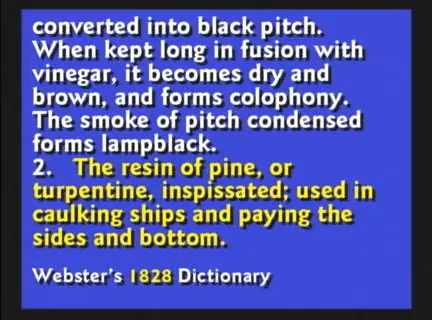 converted into black pitch.
When kept long in fusion with
vinegar, it becomes dry and
brown, and forms colophony.
The smoke of pitch condensed
forms lampblack.
2. The resin of pine, or
turpentine, inspissated; used in
caulking ships and paying the
sides and bottom.
Webster's 1828 Dictionary